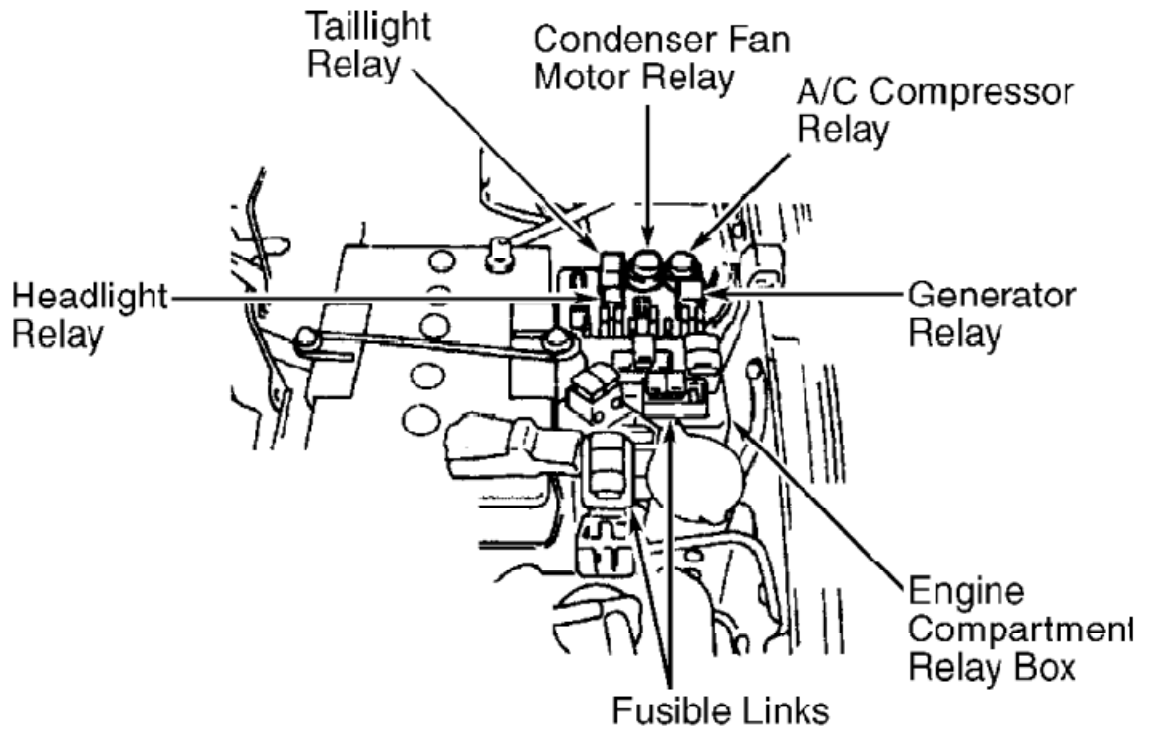 Taillight
Relay
Condenser Fan
Motor Relay
A/C Compressor
Relay
Headlight
Relay
Generator
Relay
Engine
Compartment
Relay Box
Fusible Links